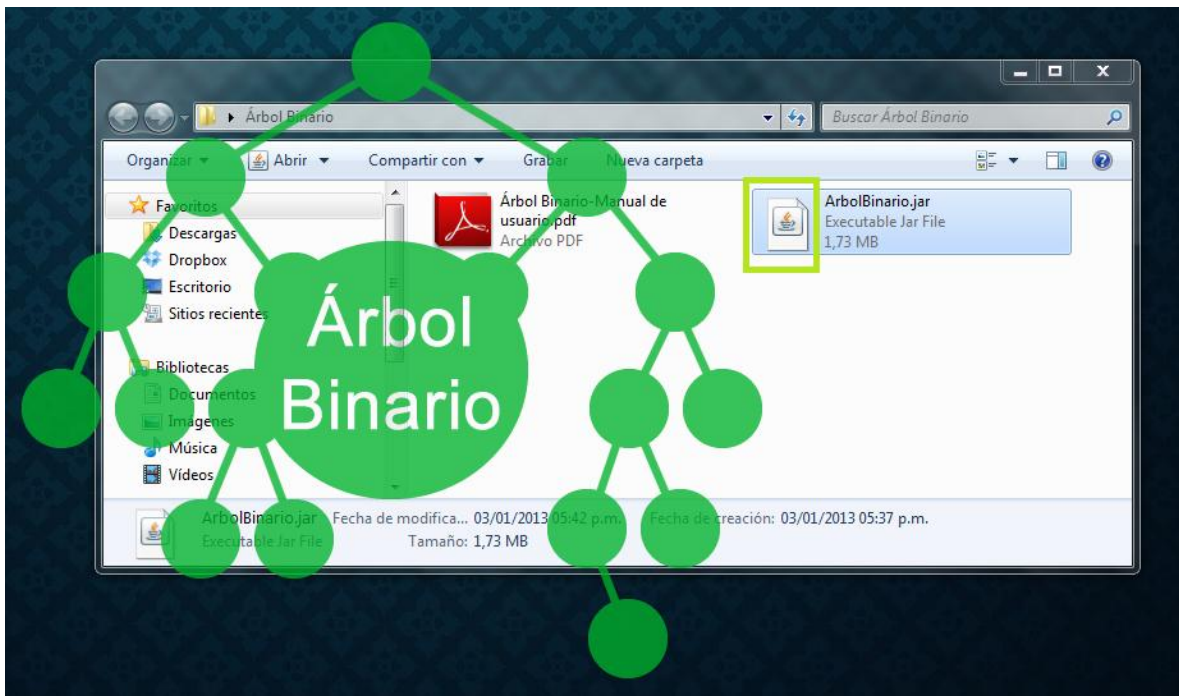 Árbol Binario
Buscar Árbol Binario
Organizar
Abrir
Compartir con
Grabar
Nueva carpeta
Favoritos
Descargas
Dropbox
Escritorio
Sitios recientes
Bibliotecas
Documentos
Imágenes
Música
Vídeos
Árbol Binario-Manual de
usuario.pdf
Archivo PDF
ArbolBinario.jar
Executable Jar File
1,73 MB
Árbol
Binario
ArbolBinario.jar Fecha de modifica... 03/01/2013 05:42 p.m. Fecha de creación: 03/01/2013 05:37 p.m.
Executable Jar File Tamaño: 1,73 MB